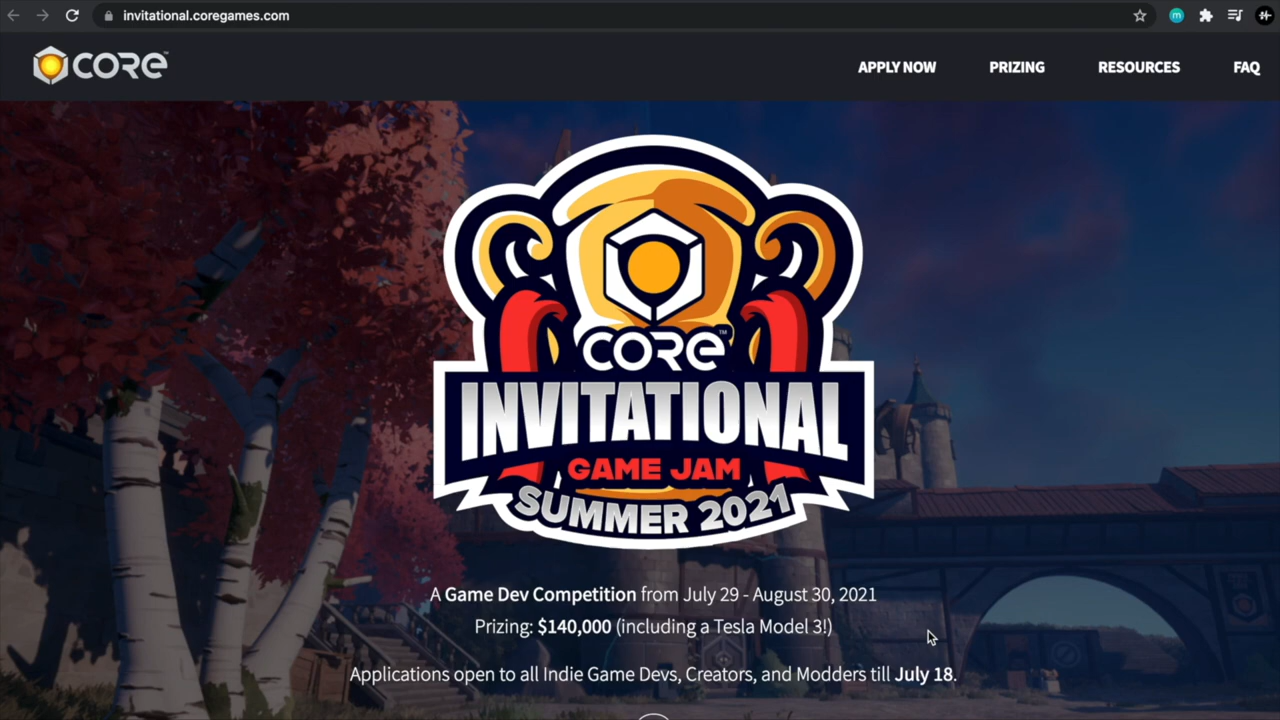 invitational.coregames.com
CORE™
APPLY NOW
PRIZING
RESOURCES
FAQ
CORE™
INVITATIONAL
GAME JAM
SUMMER 2021
A Game Dev Competition from July 29 - August 30, 2021
Prizing: $140,000 (including a Tesla Model 3!)
Applications open to all Indie Game Devs, Creators, and Modders till July 18.